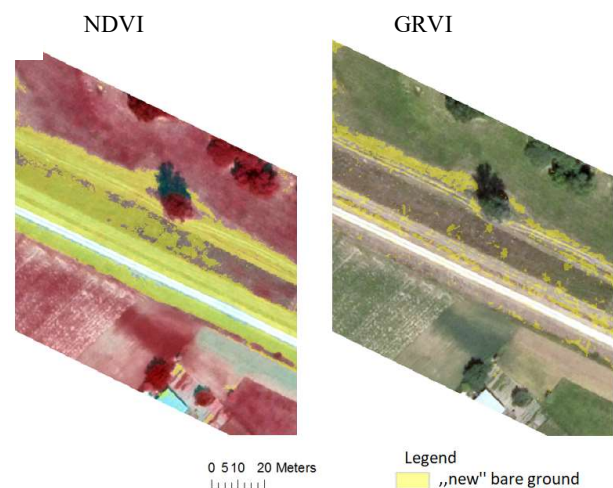 NDVI
GRVI
0 5 10 20 Meters
Legend
„new" bare ground